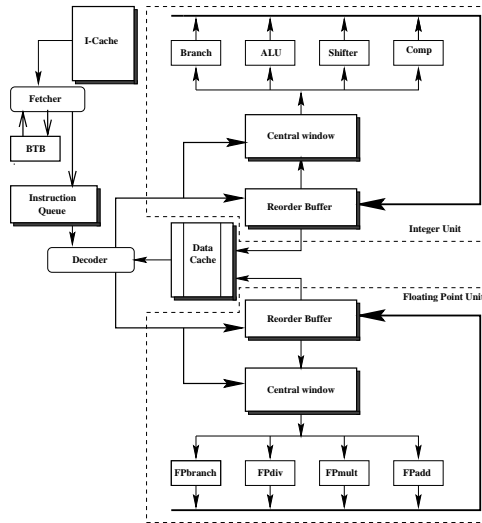 I-Cache
Fetcher
BTB
Instruction
Queue
Decoder
Branch
ALU
Shifter
Comp
Central window
Reorder Buffer
Integer Unit
Data
Cache
Floating Point Unit
Reorder Buffer
Central window
FPbranch
FPdiv
FPmult
FPadd